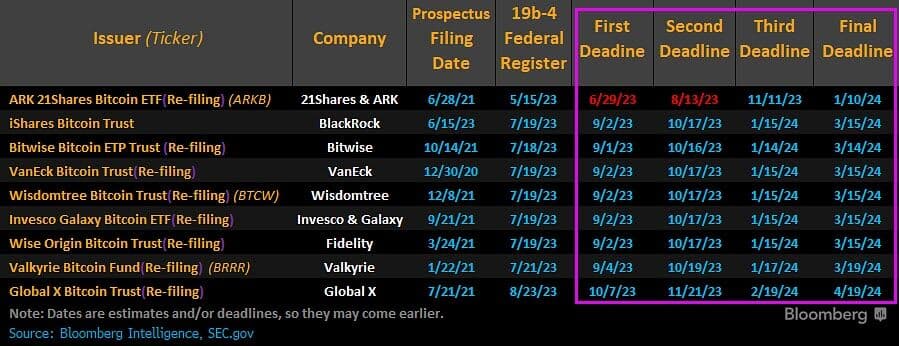 Issuer (Ticker) Company Prospectus Filing Date 19b-4 Federal Register First Deadline Second Deadline Third Deadline Final Deadline
ARK 21Shares Bitcoin ETF(Re-filing) (ARKB) 21Shares & ARK 6/28/21 5/15/23 6/29/23 8/13/23 11/11/23 1/10/24
iShares Bitcoin Trust BlackRock 6/15/23 7/19/23 9/2/23 10/17/23 1/15/24 3/15/24
Bitwise Bitcoin ETP Trust (Re-filing) Bitwise 10/14/21 7/18/23 9/1/23 10/16/23 1/14/24 3/14/24
VanEck Bitcoin Trust(Re-filing) VanEck 12/30/20 7/19/23 9/2/23 10/17/23 1/15/24 3/15/24
Wisdomtree Bitcoin Trust(Re-filing) (BTCW) Wisdomtree 12/8/21 7/19/23 9/2/23 10/17/23 1/15/24 3/15/24
Invesco Galaxy Bitcoin ETF(Re-filing) Invesco & Galaxy 9/21/21 7/19/23 9/2/23 10/17/23 1/15/24 3/15/24
Wise Origin Bitcoin Trust(Re-filing) Fidelity 3/24/21 7/19/23 9/2/23 10/17/23 1/15/24 3/15/24
Valkyrie Bitcoin Fund(Re-filing) (BRRR) Valkyrie 1/22/21 7/21/23 9/4/23 10/19/23 1/17/24 3/19/24
Global X Bitcoin Trust(Re-filing) Global X 7/21/21 8/23/23 10/7/23 11/21/23 2/19/24 4/19/24
Note: Dates are estimates and/or deadlines, so they may come earlier.
Source: Bloomberg Intelligence, SEC.gov
Bloomberg